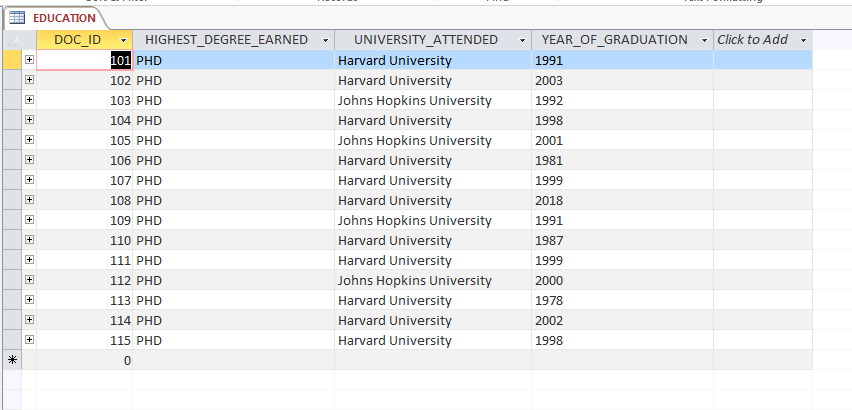 EDUCATION
DOC_ID HIGHEST_DEGREE_EARNED UNIVERSITY_ATTENDED YEAR_OF_GRADUATION Click to Add
101 PHD Harvard University 1991
102 PHD Harvard University 2003
103 PHD Johns Hopkins University 1992
104 PHD Harvard University 1998
105 PHD Johns Hopkins University 2001
106 PHD Harvard University 1981
107 PHD Harvard University 1999
108 PHD Harvard University 2018
109 PHD Johns Hopkins University 1991
110 PHD Harvard University 1987
111 PHD Harvard University 1999
112 PHD Johns Hopkins University 2000
113 PHD Harvard University 1978
114 PHD Harvard University 2002
115 PHD Harvard University 1998
0